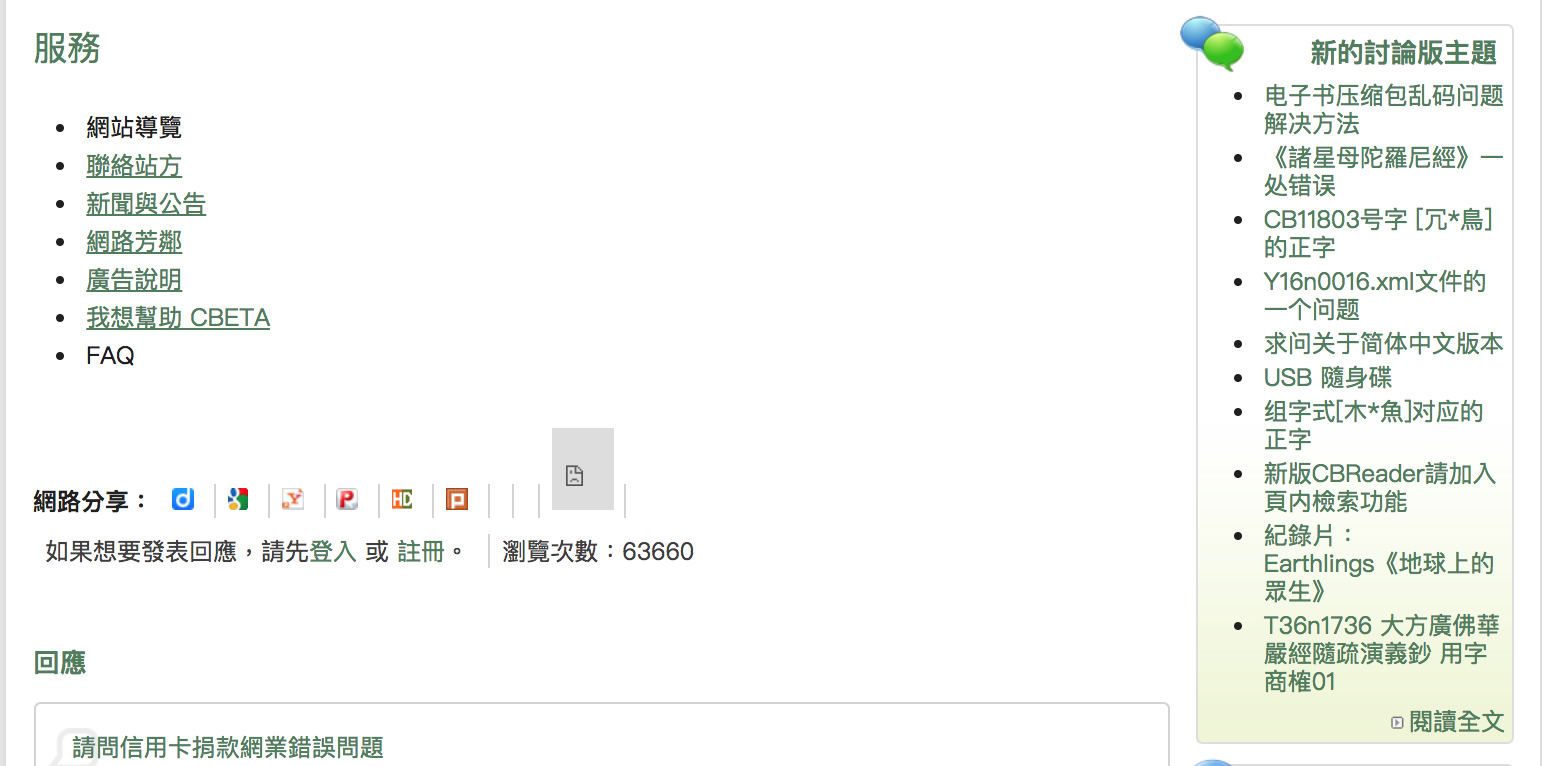 服務
網站導覽
聯絡站方
新聞與公告
網路芳鄰
廣告說明
我想幫助 CBETA
FAQ
網路分享：
如果想要發表回應，請先登入 或 註冊。
瀏覽次數：63660
回應
請問信用卡捐款網業錯誤問題
新的討論版主題
电子书压缩包乱码问题
解决方法
《諸星母陀羅尼經》一
处错误
CB11803号字 [冗*鳥]
的正字
Y16n0016.xml文件的
一个问题
求问关于简体中文版本
USB 隨身碟
组字式[木*魚]对应的
正字
新版CBReader請加入
頁内檢索功能
紀錄片：
Earthlings《地球上的
眾生》
T36n1736 大方廣佛華
嚴經隨疏演義鈔 用字
商榷01
閱讀全文